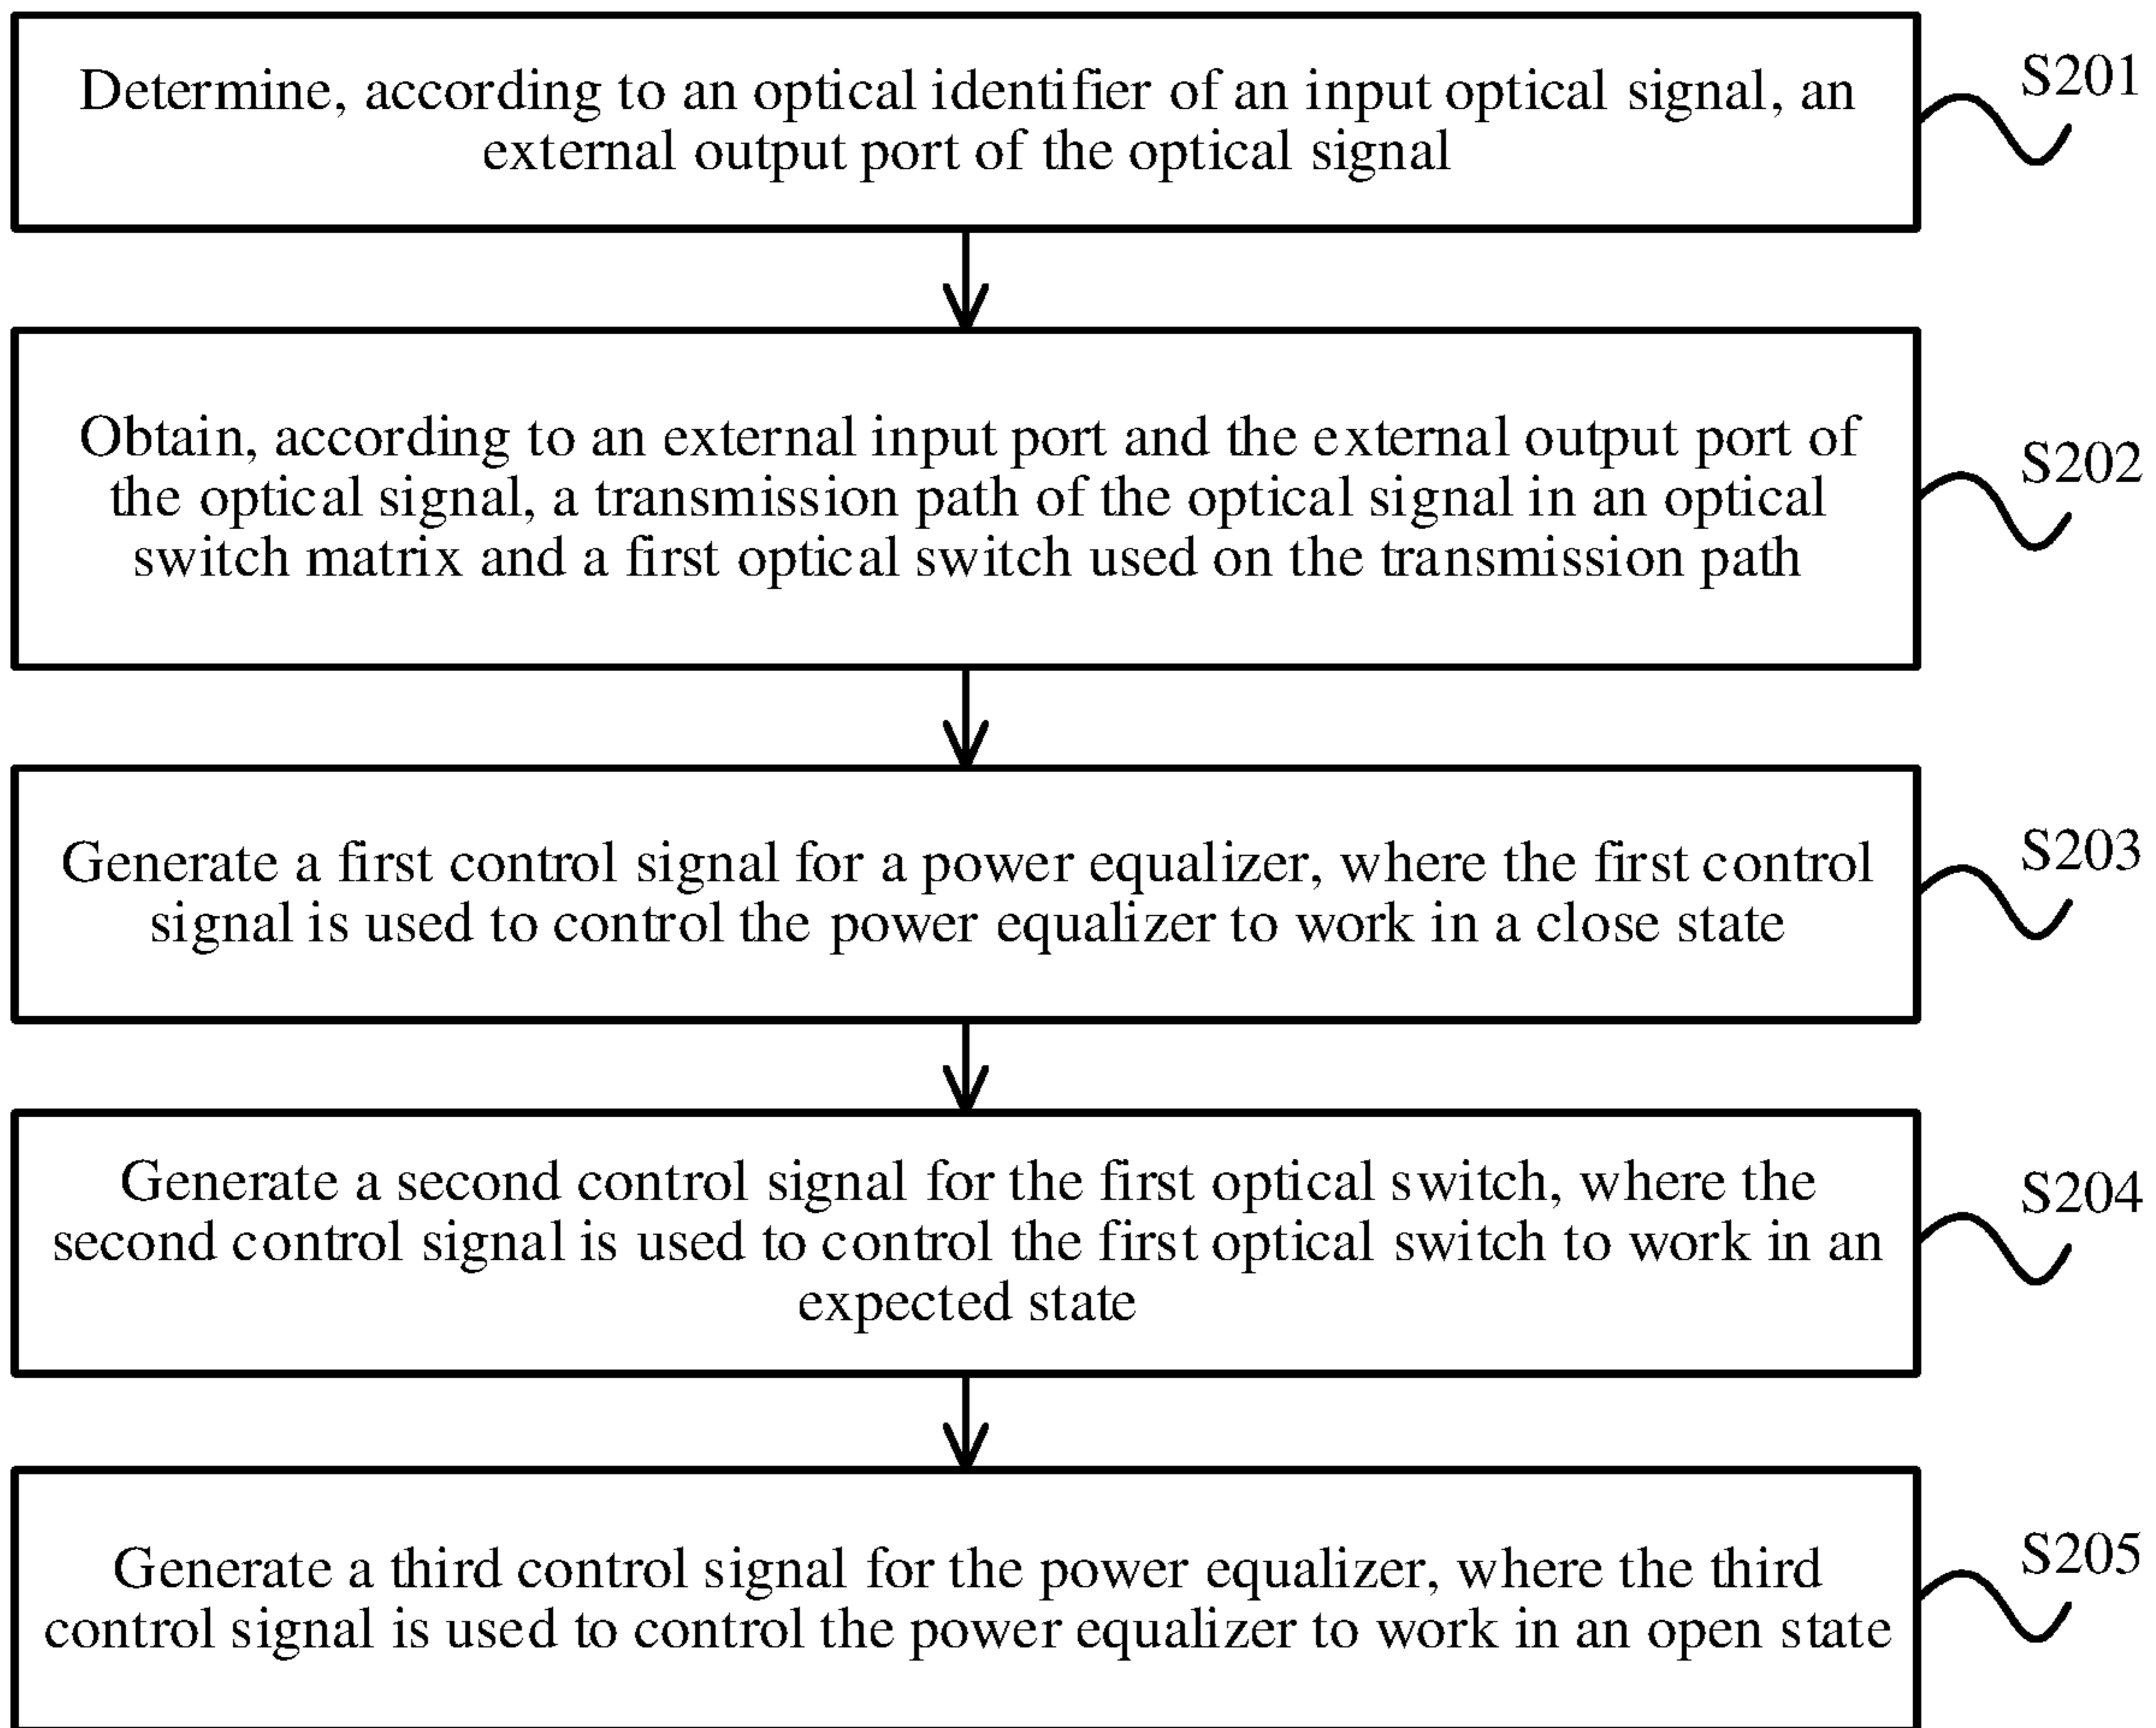 Determine, according to an optical identifier of an input optical signal, an
external output port of the optical signal
S201
Obtain, according to an external input port and the external output port of
the optical signal, a transmission path of the optical signal in an optical
switch matrix and a first optical switch used on the transmission path
S202
Generate a first control signal for a power equalizer, where the first control
signal is used to control the power equalizer to work in a close state
S203
Generate a second control signal for the first optical switch, where the
second control signal is used to control the first optical switch to work in an
expected state
S204
Generate a third control signal for the power equalizer, where the third
control signal is used to control the power equalizer to work in an open state
S205